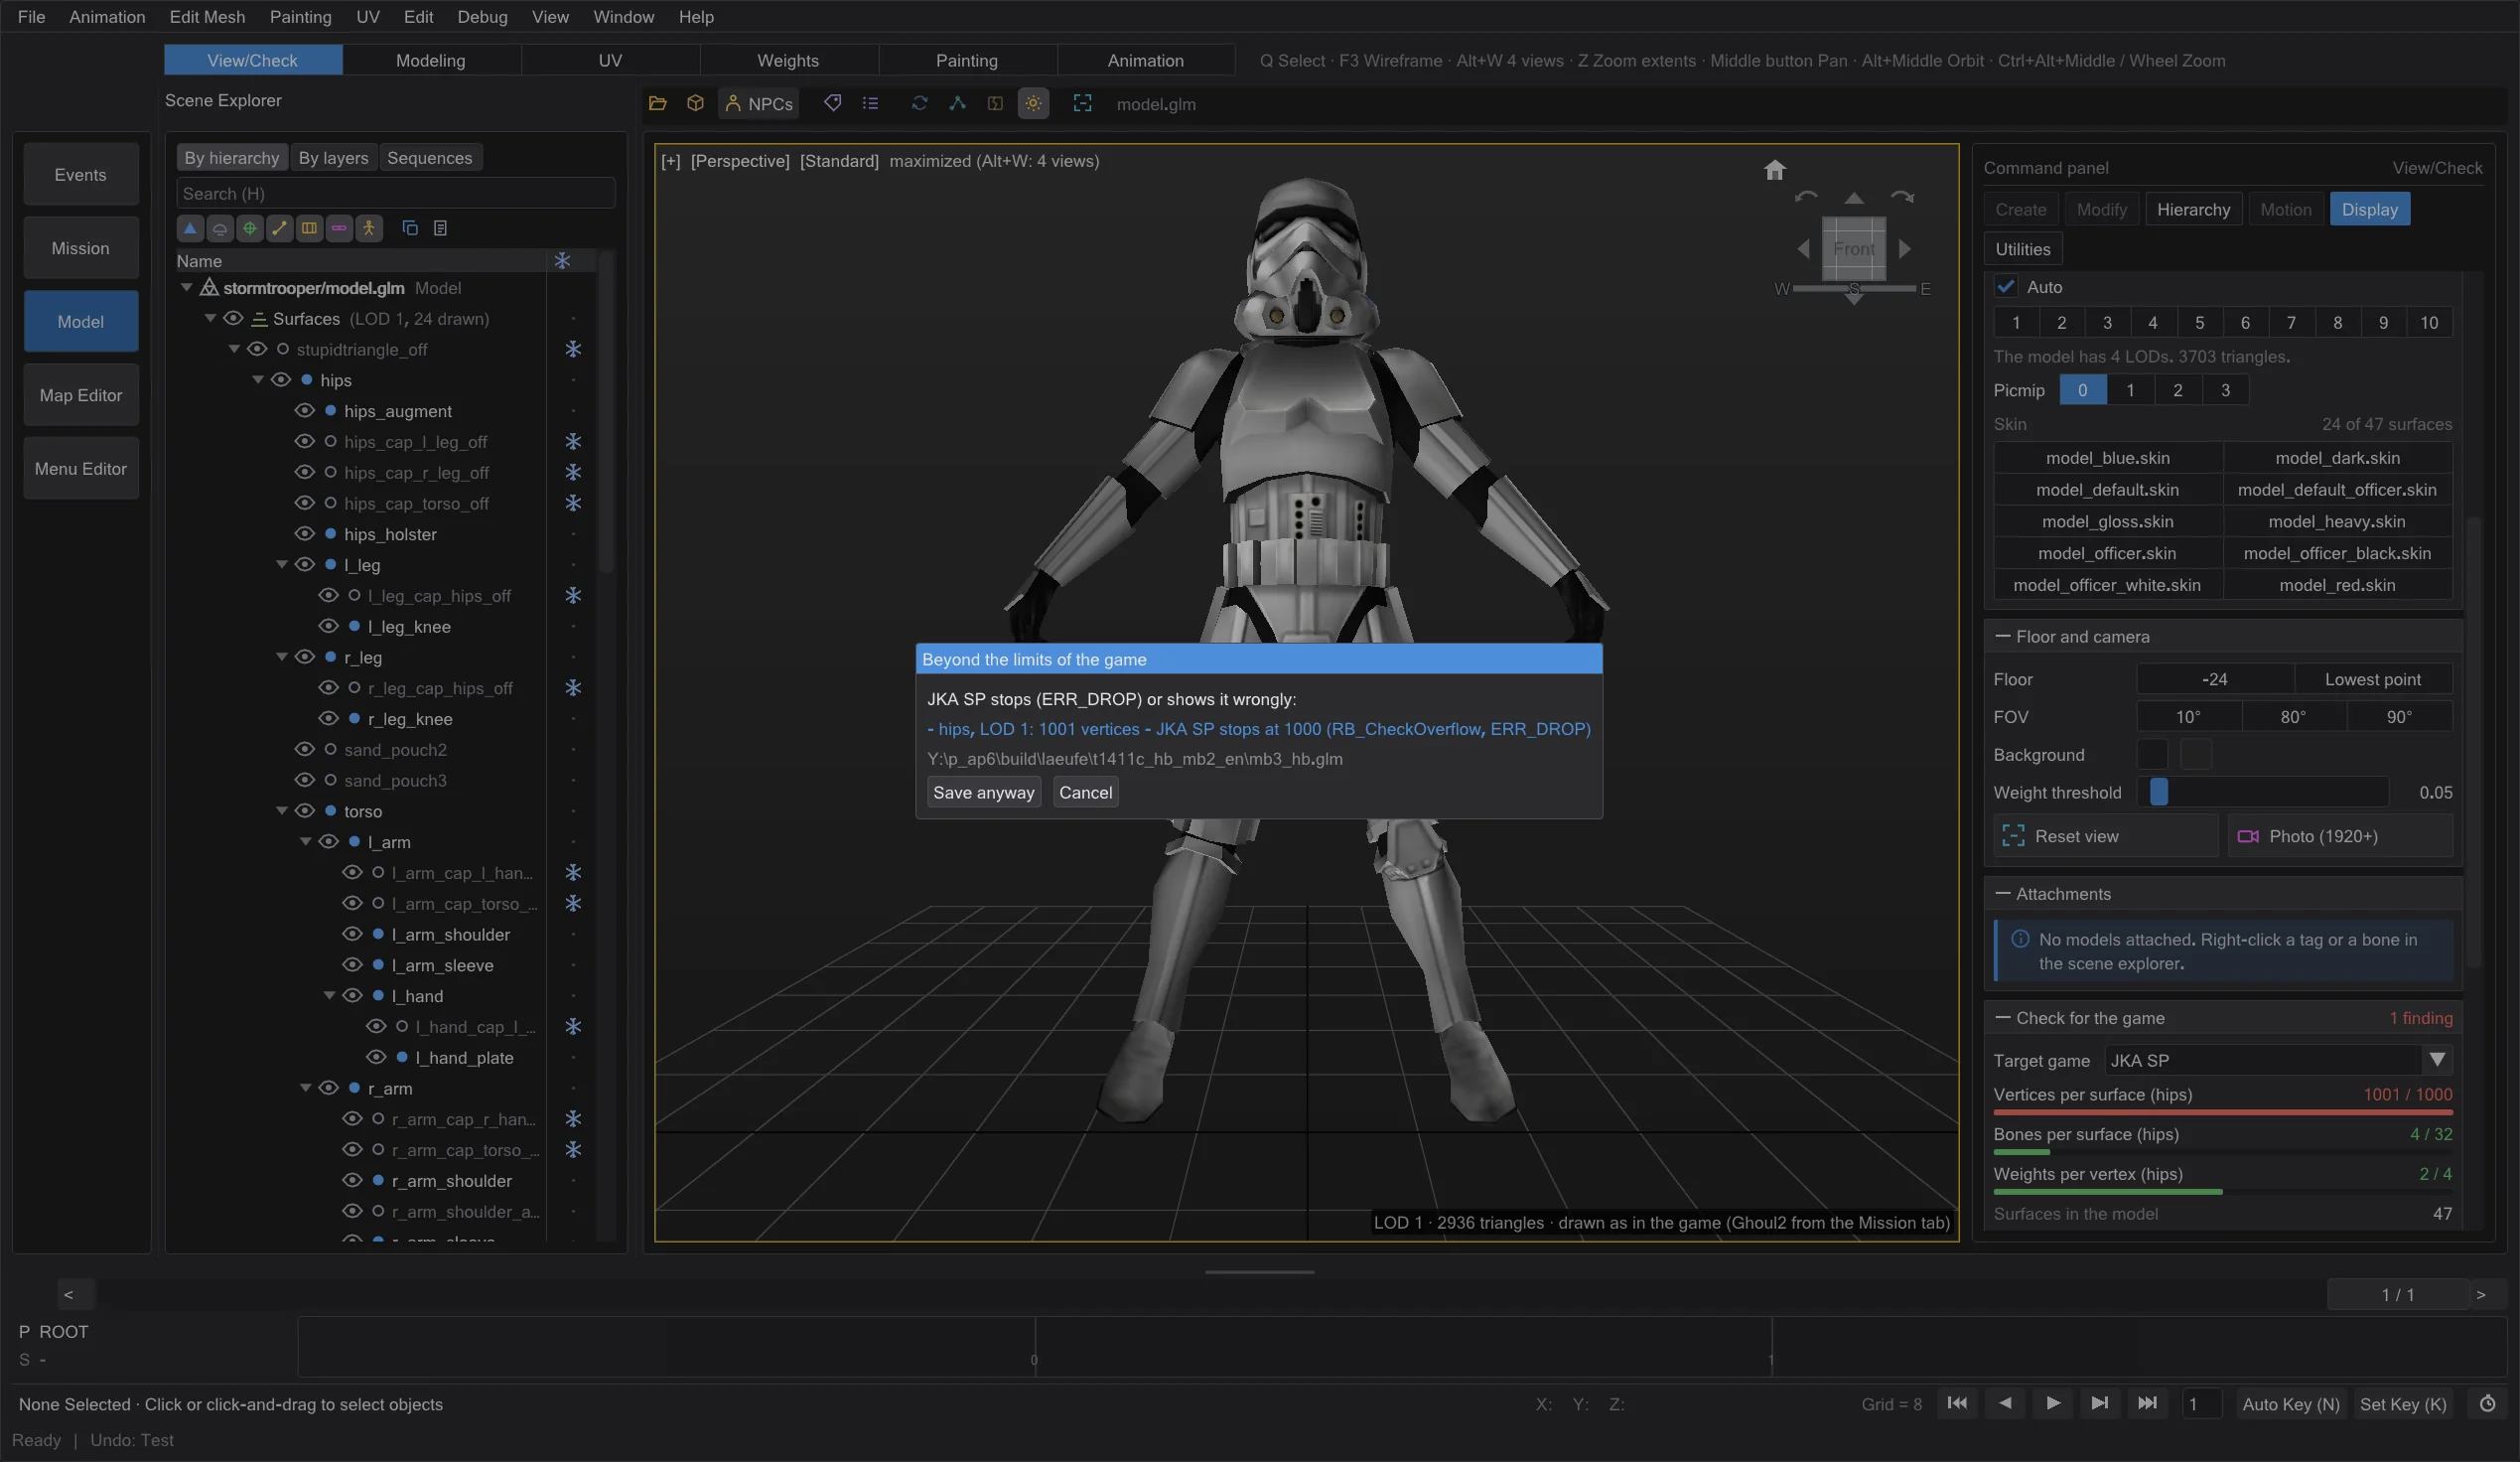 File Animation Edit Mesh Painting UV Edit Debug View Window Help
View/Check Modeling UV Weights Painting Animation Q Select · F3 Wireframe · Alt+W 4 views · Z Zoom extents · Middle button Pan · Alt+Middle Orbit · Ctrl+Alt+Middle / Wheel Zoom
Scene Explorer
NPCs model.glm
Events
Mission
Model
Map Editor
Menu Editor
By hierarchy By layers Sequences
Search (H)
Name
stormtrooper/model.glm Model
Surfaces (LOD 1, 24 drawn)
stupidtriangle_off
hips
hips_augment
hips_cap_l_leg_off
hips_cap_r_leg_off
hips_cap_torso_off
hips_holster
l_leg
l_leg_cap_hips_off
l_leg_knee
r_leg
r_leg_cap_hips_off
r_leg_knee
sand_pouch2
sand_pouch3
torso
l_arm
l_arm_cap_l_han...
l_arm_cap_torso_...
l_arm_shoulder
l_arm_sleeve
l_hand
l_hand_cap_l_...
l_hand_plate
r_arm
r_arm_cap_r_han...
r_arm_cap_torso_...
r_arm_shoulder
r_arm_shoulder_a...
r_arm_sleeve
[+] [Perspective] [Standard] maximized (Alt+W: 4 views)
Front
W S E
Beyond the limits of the game
JKA SP stops (ERR_DROP) or shows it wrongly:
- hips, LOD 1: 1001 vertices - JKA SP stops at 1000 (RB_CheckOverflow, ERR_DROP)
Y:\p_ap6\build\laeufe\t1411c_hb_mb2_en\mb3_hb.glm
Save anyway Cancel
LOD 1 · 2936 triangles · drawn as in the game (Ghoul2 from the Mission tab)
Command panel View/Check
Create Modify Hierarchy Motion Display
Utilities
Auto
1 2 3 4 5 6 7 8 9 10
The model has 4 LODs. 3703 triangles.
Picmip 0 1 2 3
Skin 24 of 47 surfaces
model_blue.skin model_dark.skin
model_default.skin model_default_officer.skin
model_gloss.skin model_heavy.skin
model_officer.skin model_officer_black.skin
model_officer_white.skin model_red.skin
Floor and camera
Floor -24 Lowest point
FOV 10° 80° 90°
Background
Weight threshold 0.05
Reset view Photo (1920+)
Attachments
No models attached. Right-click a tag or a bone in
the scene explorer.
Check for the game 1 finding
Target game JKA SP
Vertices per surface (hips) 1001 / 1000
Bones per surface (hips) 4 / 32
Weights per vertex (hips) 2 / 4
Surfaces in the model 47
< 1 / 1 >
P ROOT
S -
0 1
None Selected · Click or click-and-drag to select objects X: Y: Z: Grid = 8 1 Auto Key (N) Set Key (K)
Ready | Undo: Test